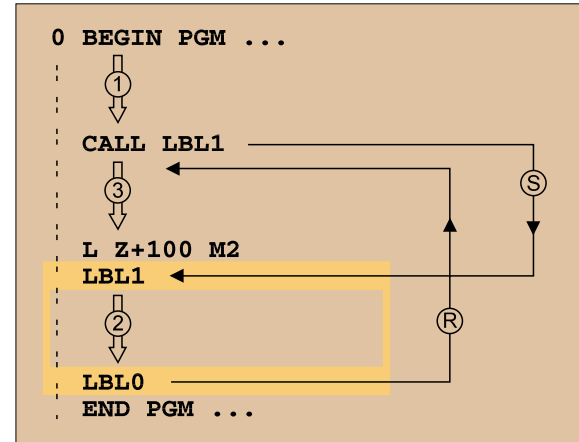 0 BEGIN PGM ...
1
CALL LBL1
S
3
L Z+100 M2
LBL1
2
R
LBL0
END PGM ...